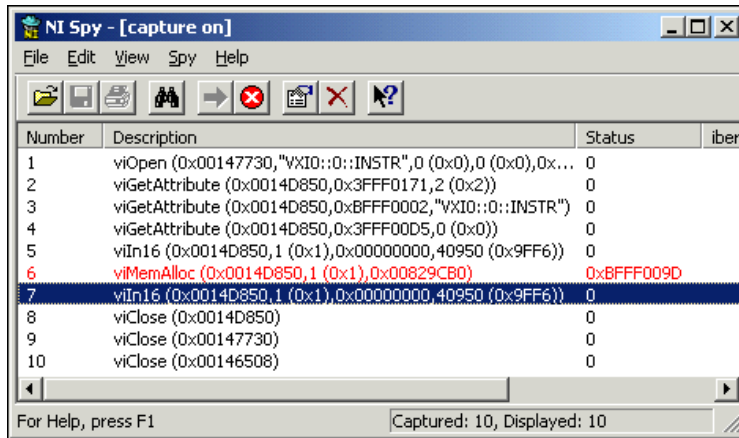 NI Spy - [capture on]
File Edit View Spy Help
Number Description Status iber
1 viOpen (0x00147730,"VXI0::0::INSTR",0 (0x0),0 (0x0),0x... 0
2 viGetAttribute (0x0014D850,0x3FFF0171,2 (0x2)) 0
3 viGetAttribute (0x0014D850,0xBFFF0002,"VXI0::0::INSTR") 0
4 viGetAttribute (0x0014D850,0x3FFF00D5,0 (0x0)) 0
5 viIn16 (0x0014D850,1 (0x1),0x00000000,40950 (0x9FF6)) 0
6 viMemAlloc (0x0014D850,1 (0x1),0x00829CB0) 0xBFFF009D
7 viIn16 (0x0014D850,1 (0x1),0x00000000,40950 (0x9FF6)) 0
8 viClose (0x0014D850) 0
9 viClose (0x00147730) 0
10 viClose (0x00146508) 0
For Help, press F1 Captured: 10, Displayed: 10